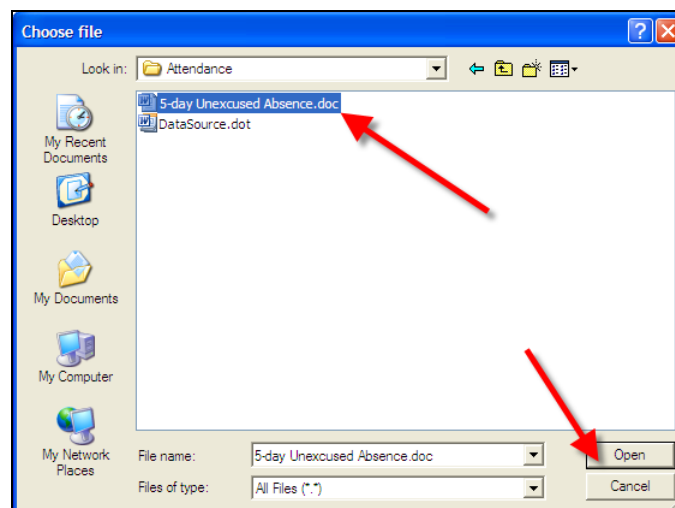 Choose file
Look in: Attendance
5-day Unexcused Absence.doc
DataSource.dot
My Recent
Documents
Desktop
My Documents
My Computer
My Network
Places
File name: 5-day Unexcused Absence.doc Open
Files of type: All Files (*.*) Cancel